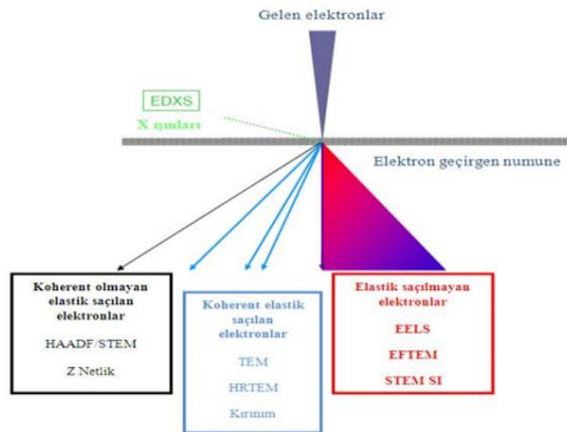 Gelen elektronlar
EDXS
X ışınları
Elektron geçirgen numune
Koherent olmayan
elastik saçılan
elektronlar
HAADF/STEM
Z Netlik
Koherent elastik
saçılan
elektronlar
TEM
HRTEM
Kırınım
Elastik saçılmayan
elektronlar
EELS
EFTEM
STEM SI